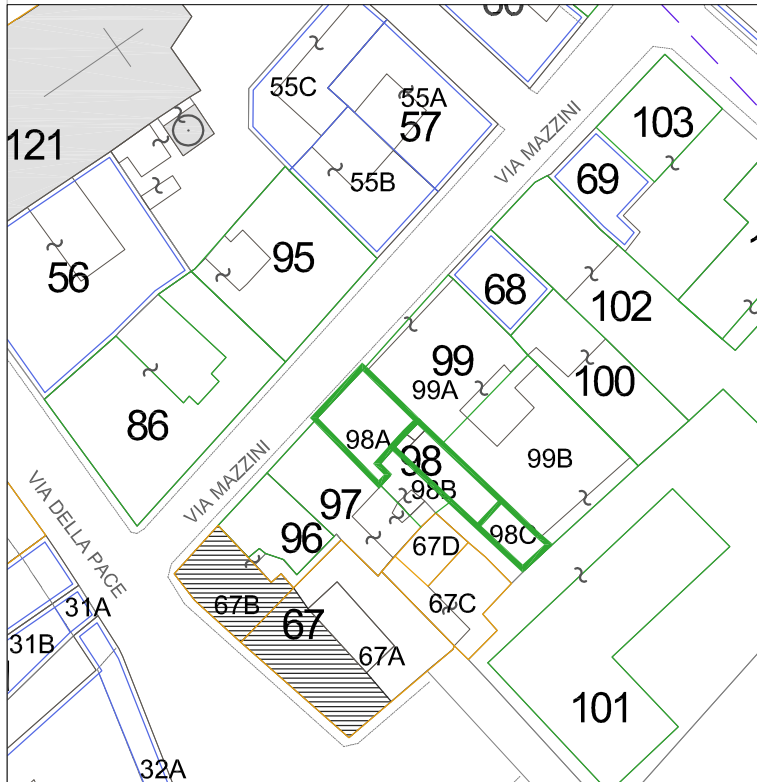 55C
55A
57
55B
121
103
VIA MAZZINI
69
95
56
68
102
99
99A
100
86
98A
98
98B
99B
VIA MAZZINI
97
96
98C
67D
VIA DELLA PACE
67B
67C
67
67A
31A
31B
101
32A